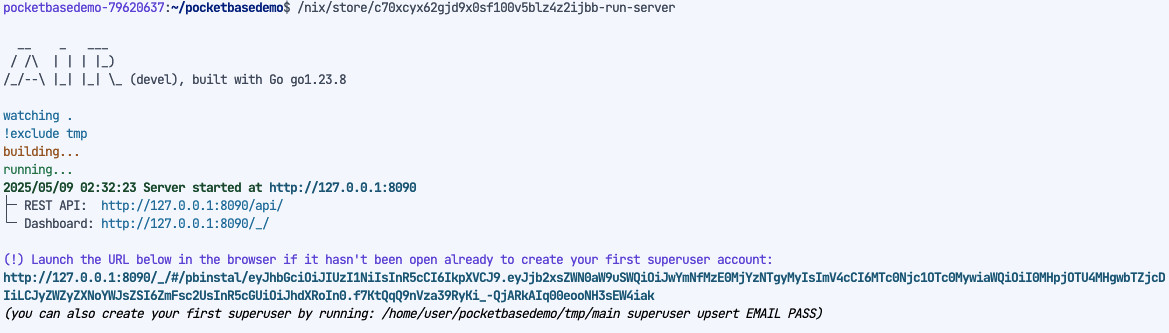 pocketbasedemo-79620637:~/pocketbasedemo$ /nix/store/c70xcyx62gjd9x0sf100v5blz4z2ijbb-run-server
  __    _   ___
 / /\  | | | |_)
/_/--\ |_| |_| \_ (devel), built with Go go1.23.8
watching .
!exclude tmp
building...
running...
2025/05/09 02:32:23 Server started at http://127.0.0.1:8090
├─ REST API:  http://127.0.0.1:8090/api/
└─ Dashboard: http://127.0.0.1:8090/_/
(!) Launch the URL below in the browser if it hasn't been open already to create your first superuser account:
http://127.0.0.1:8090/_/#/pbinstal/eyJhbGciOiJIUzI1NiIsInR5cCI6IkpXVCJ9.eyJjb2xsZWN0aW9uSWQiOiJwYmNfMzE0MjYzNTgyMyIsImV4cCI6MTc0Njc1OTc0MywiaWQiOiI0MHpjOTU4MHgwbTZjcD
IiLCJyZWZyZXNoYWJsZSI6ZmFsc2UsInR5cGUiOiJhdXRoIn0.f7KtQqQ9nVza39RyKi_-QjARkAIq00eooNH3sEW4iak
(you can also create your first superuser by running: /home/user/pocketbasedemo/tmp/main superuser upsert EMAIL PASS)